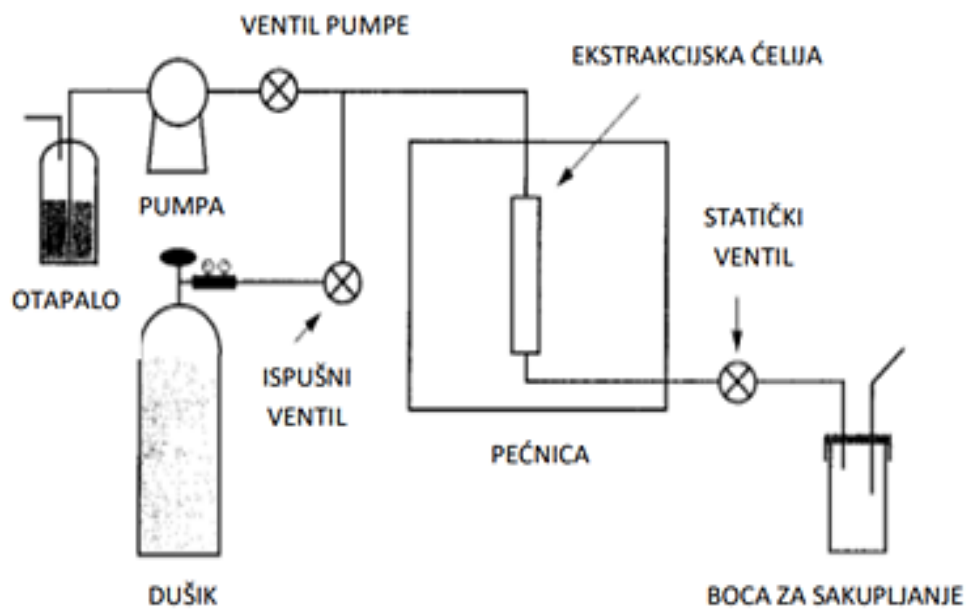 VENTIL PUMPE
EKSTRAKCIJSKA ĆELIJA
PUMPA
STATIČKI
VENTIL
OTAPALO
ISPUŠNI
VENTIL
PEĆNICA
DUŠIK
BOCA ZA SAKUPLJANJE